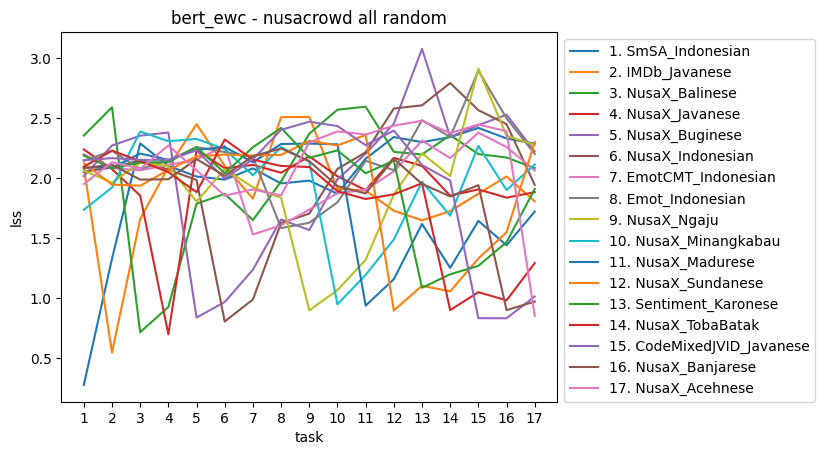 bert_ewc - nusacrowd all random
lss
3.0
2.5
2.0
1.5
1.0
0.5
1 2 3 4 5 6 7 8 9 10 11 12 13 14 15 16 17
task
1. SmSA_Indonesian
2. IMDb_Javanese
3. NusaX_Balinese
4. NusaX_Javanese
5. NusaX_Buginese
6. NusaX_Indonesian
7. EmotCMT_Indonesian
8. Emot_Indonesian
9. NusaX_Ngaju
10. NusaX_Minangkabau
11. NusaX_Madurese
12. NusaX_Sundanese
13. Sentiment_Karonese
14. NusaX_TobaBatak
15. CodeMixedJVID_Javanese
16. NusaX_Banjarese
17. NusaX_Acehnese